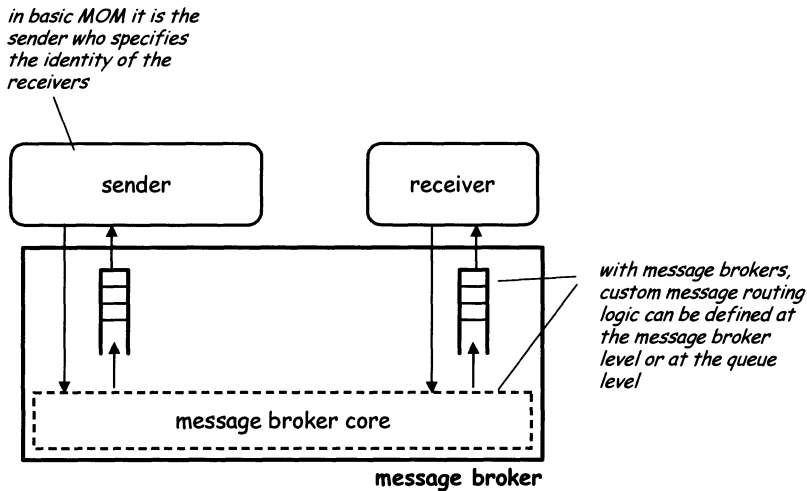 in basic MOM it is the
sender who specifies
the identity of the
receivers
sender
receiver
with message brokers,
custom message routing
logic can be defined at
the message broker
level or at the queue
level
message broker core
message broker